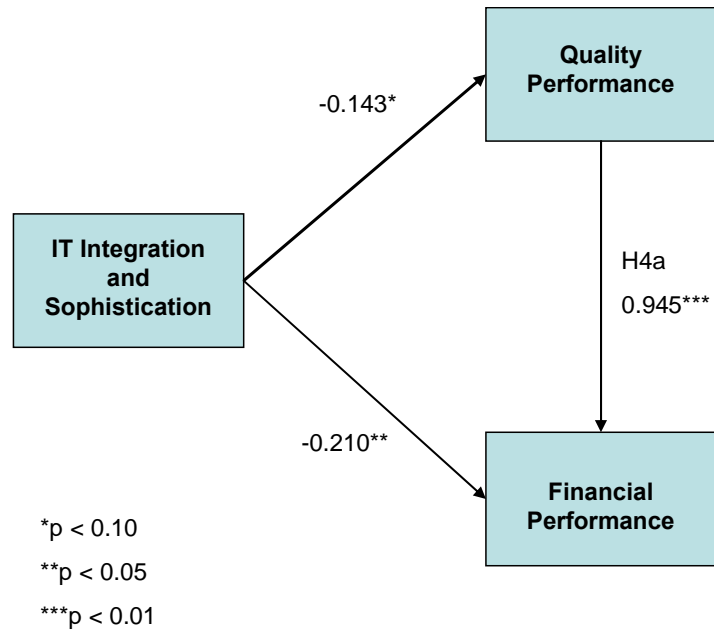 Quality
Performance
-0.143*
IT Integration
and
Sophistication
H4a
0.945***
-0.210**
Financial
Performance
*p < 0.10
**p < 0.05
***p < 0.01